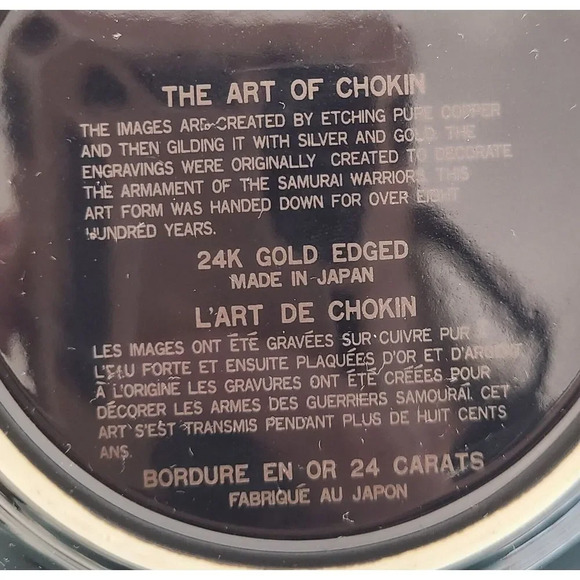 THE ART OF CHOKIN
THE IMAGES ARE CREATED BY ETCHING PURE COPPER
AND THEN GILDING IT WITH SILVER AND GOLD. THE
ENGRAVINGS WERE ORIGINALLY CREATED TO DECORATE
THE ARMAMENT OF THE SAMURAI WARRIORS. THIS
ART FORM WAS HANDED DOWN FOR OVER EIGHT
HUNDRED YEARS.
24K GOLD EDGED
MADE IN JAPAN
L'ART DE CHOKIN
LES IMAGES ONT ÉTÉ GRAVÉES SUR CUIVRE PUR À
L'EAU FORTE ET ENSUITE PLAQUÉES D'OR ET D'ARGENT
À L'ORIGINE LES GRAVURES ONT ÉTÉ CRÉÉES POUR
DÉCORER LES ARMES DES GUERRIERS SAMOURAÏ. CET
ART S'EST TRANSMIS PENDANT PLUS DE HUIT CENTS
ANS.
BORDURE EN OR 24 CARATS
FABRIQUÉ AU JAPON